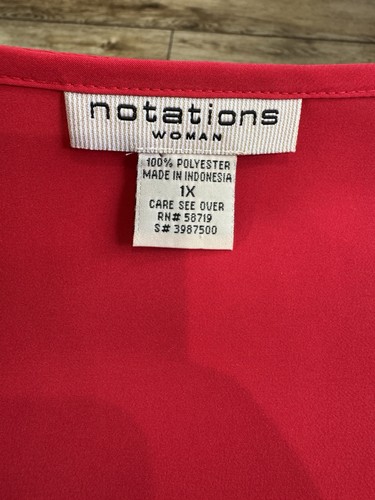 notations
WOMAN
100% POLYESTER
MADE IN INDONESIA
1X
CARE SEE OVER
RN# 58719
S# 3987500